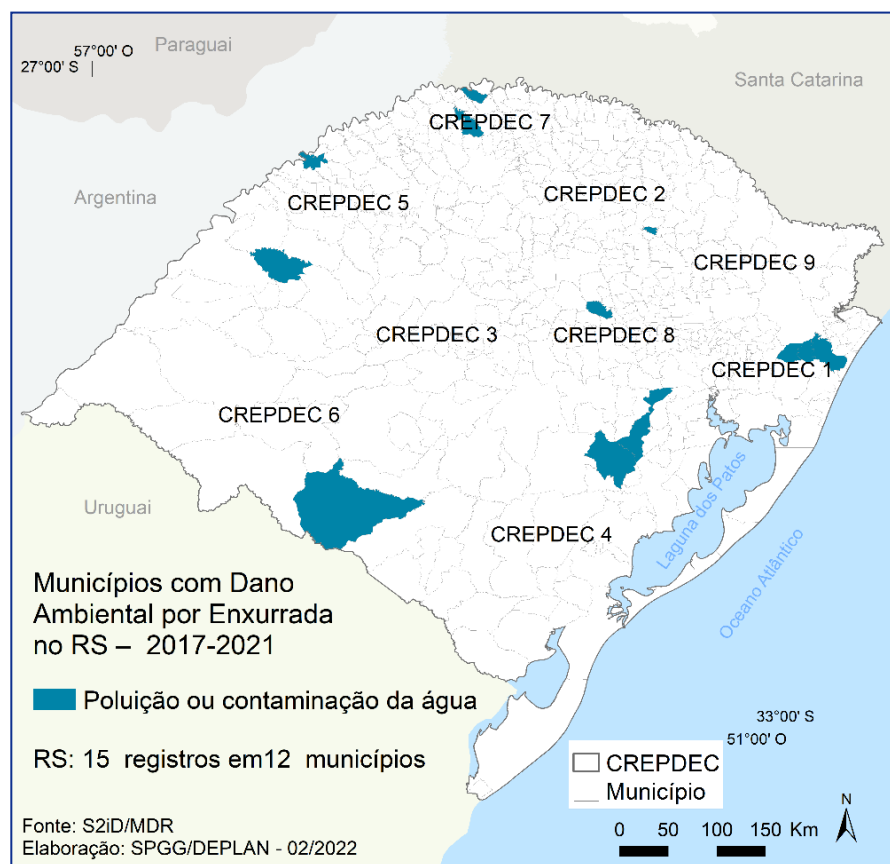 Paraguai
57°00' O
27°00' S
Santa Catarina
CREPDEC 7
Argentina
CREPDEC 5
CREPDEC 2
CREPDEC 9
CREPDEC 3
CREPDEC 8
CREPDEC 1
CREPDEC 6
Uruguai
Laguna dos Patos
CREPDEC 4
Oceano Atlântico
Municípios com Dano
Ambiental por Enxurrada
no RS – 2017-2021
Poluição ou contaminação da água
RS: 15 registros em12 municípios
33°00' S
51°00' O
CREPDEC
Município
N
0 50 100 150 Km
Fonte: S2iD/MDR
Elaboração: SPGG/DEPLAN - 02/2022